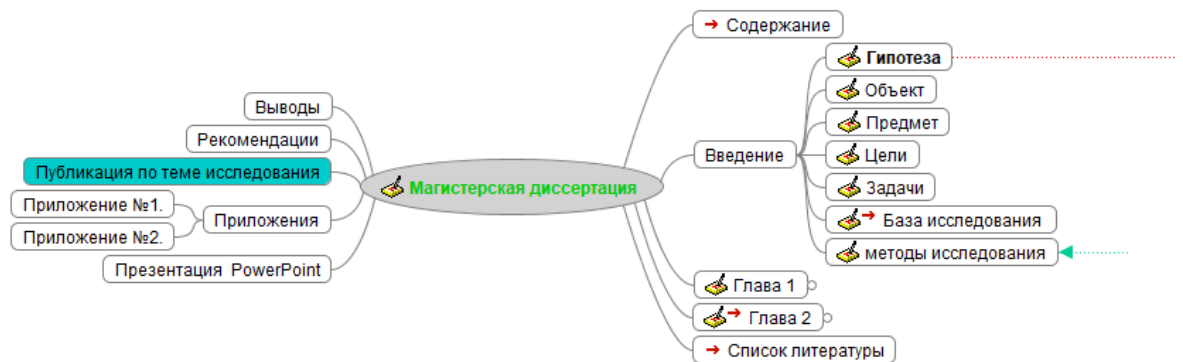 Содержание
Гипотеза
Объект
Предмет
Введение
Цели
Задачи
База исследования
методы исследования
Глава 1
Глава 2
Список литературы
Магистерская диссертация
Выводы
Рекомендации
Публикация по теме исследования
Приложения
Приложение №1.
Приложение №2.
Презентация PowerPoint